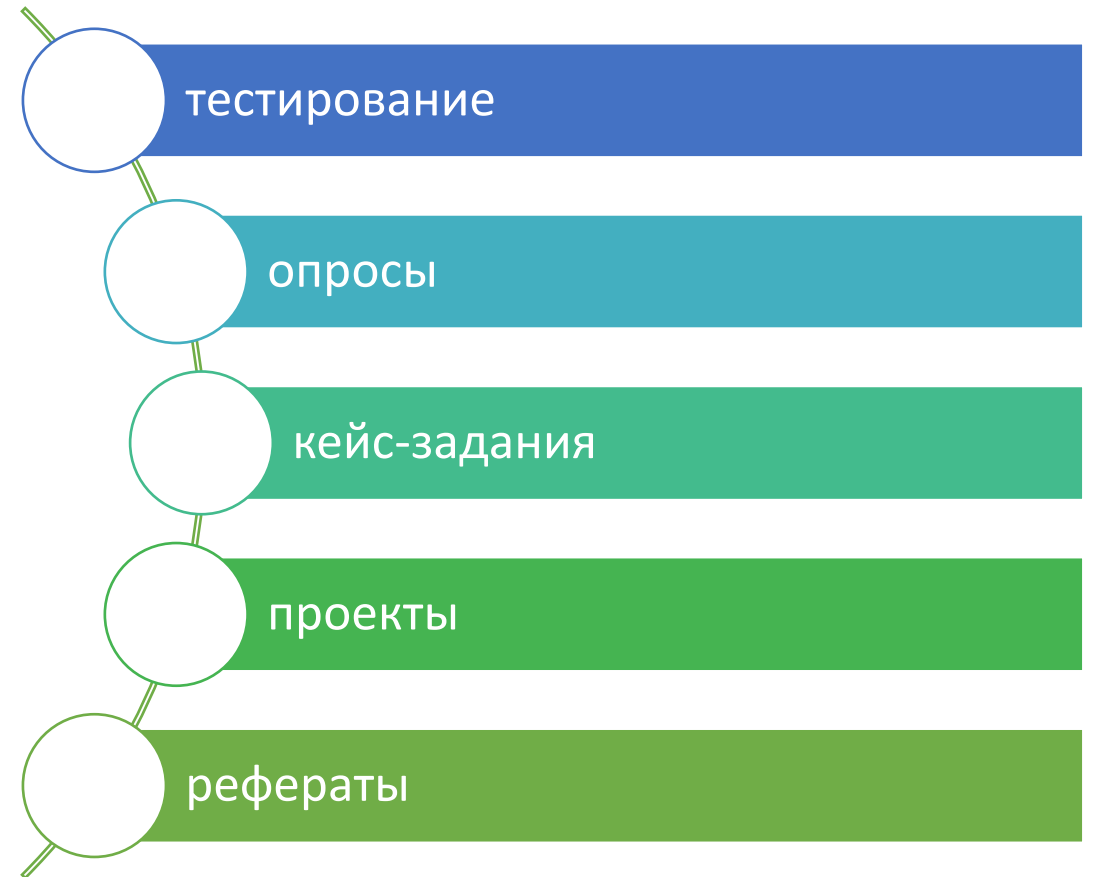 тестирование
опросы
кейс-задания
проекты
рефераты